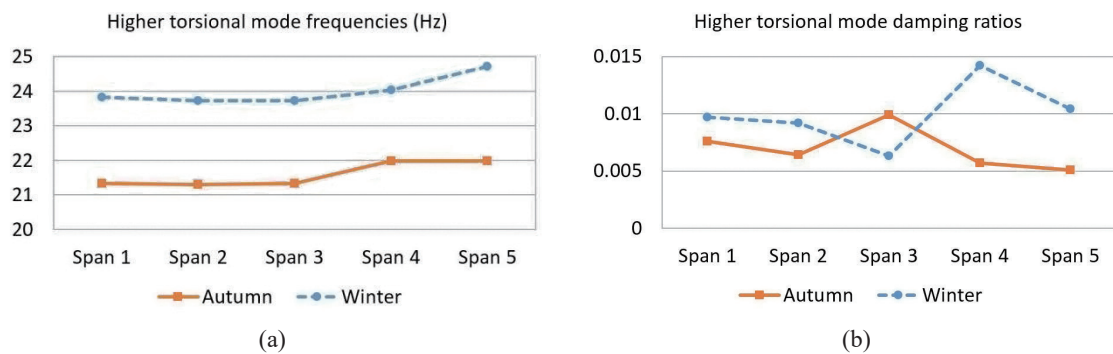 Higher torsional mode frequencies (Hz)
25
24
23
22
21
20
Span 1 Span 2 Span 3 Span 4 Span 5
Autumn Winter
(a)
Higher torsional mode damping ratios
0.015
0.01
0.005
0
Span 1 Span 2 Span 3 Span 4 Span 5
Autumn Winter
(b)